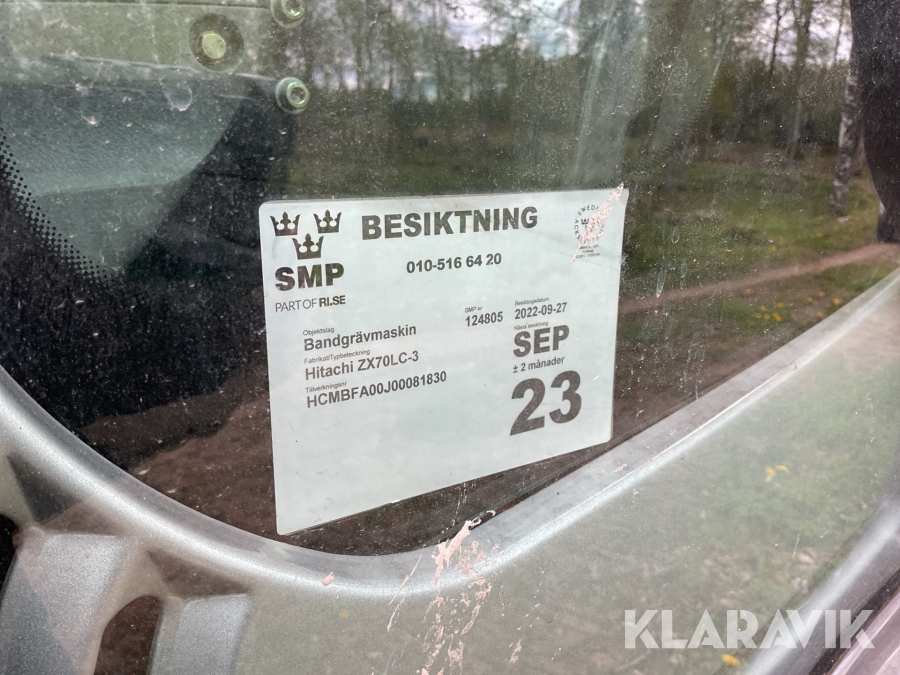 BESIKTNING
SMP
PART OF RI.SE
010-516 64 20
Objektslag
Bandgrävmaskin
Fabrikat/Typbeteckning
Hitachi ZX70LC-3
Tillverkningsnr
HCMBFA00J00081830
SMP nr
124805
Besiktningsdatum
2022-09-27
Nästa besiktning
SEP
± 2 månader
23
KLARAVIK